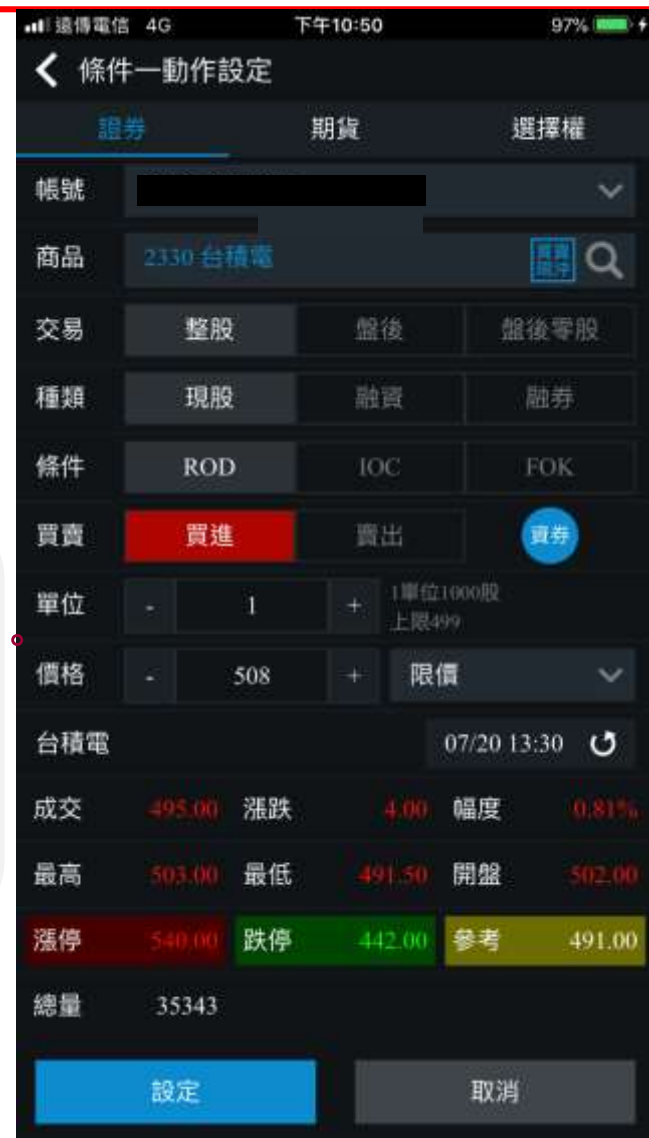 遠傳電信 4G 下午10:50 97%
條件一動作設定
證券 期貨 選擇權
帳號
商品 2330 台積電 買賣現沖
交易 整股 盤後 盤後零股
種類 現股 融資 融券
條件 ROD IOC FOK
買賣 買進 賣出 資券
單位 - 1 + 1單位1000股
上限499
價格 - 508 + 限價
台積電 07/20 13:30
成交 495.00 漲跌 4.00 幅度 0.81%
最高 503.00 最低 491.50 開盤 502.00
漲停 540.00 跌停 442.00 參考 491.00
總量 35343
設定 取消